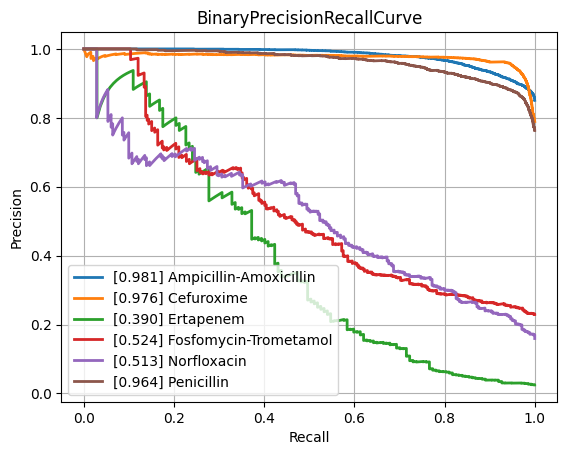 BinaryPrecisionRecallCurve
Precision
1.0
0.8
0.6
0.4
0.2
0.0
[0.981] Ampicillin-Amoxicillin
[0.976] Cefuroxime
[0.390] Ertapenem
[0.524] Fosfomycin-Trometamol
[0.513] Norfloxacin
[0.964] Penicillin
0.0 0.2 0.4 0.6 0.8 1.0
Recall